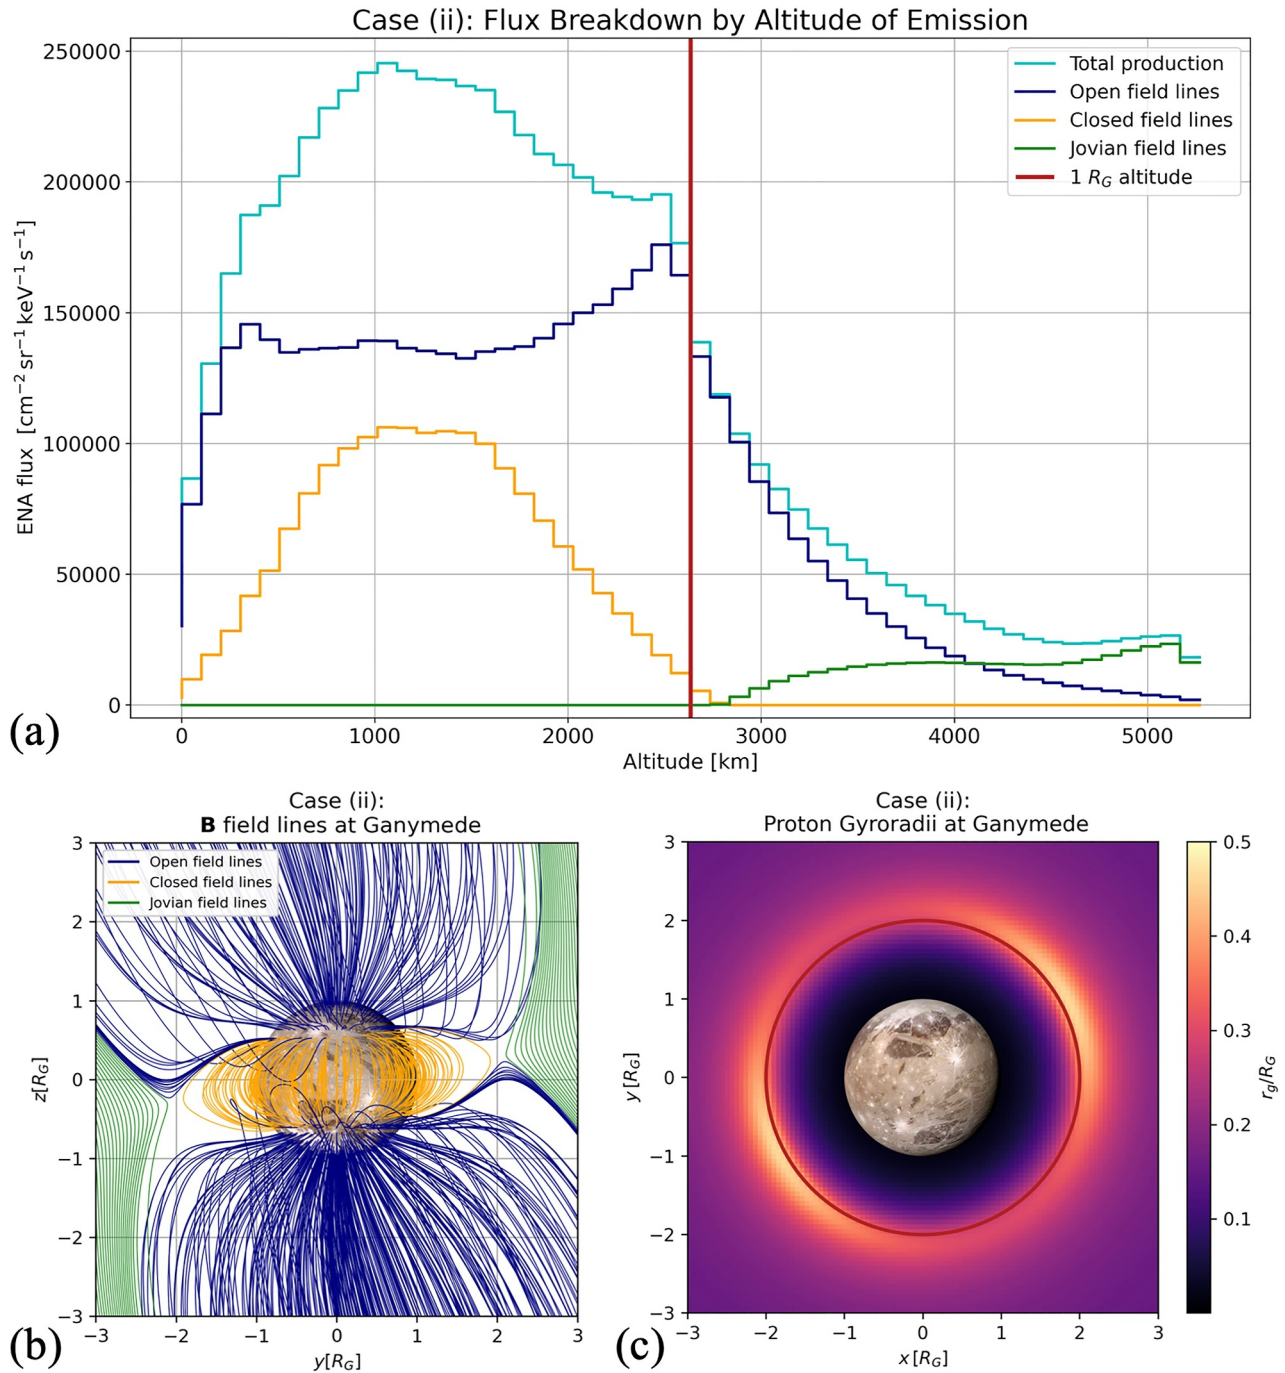 Case (ii): Flux Breakdown by Altitude of Emission
ENA flux [cm⁻² sr⁻¹ keV⁻¹ s⁻¹]
250000
200000
150000
100000
50000
0
Total production
Open field lines
Closed field lines
Jovian field lines
1 R_G altitude
0 1000 2000 3000 4000 5000
Altitude [km]
(a)
Case (ii):
B field lines at Ganymede
z[R_G]
3
2
1
0
−1
−2
−3
Open field lines
Closed field lines
Jovian field lines
−3 −2 −1 0 1 2 3
y[R_G]
(b)
Case (ii):
Proton Gyroradii at Ganymede
y [R_G]
3
2
1
0
−1
−2
−3
−3 −2 −1 0 1 2 3
x [R_G]
0.5
0.4
0.3
0.2
0.1
r_g/R_G
(c)